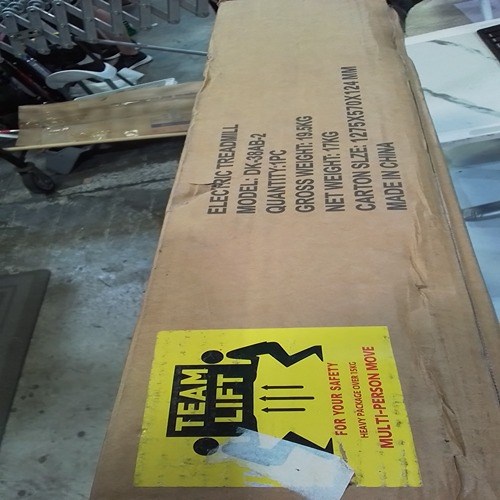 ELECTRIC TREADMILL
MODEL: DK-38AB-2
QUANTITY:1PC
GROSS WEIGHT: 19.5KG
NET WEIGHT: 17KG
CARTON SIZE: 1275X570X124 MM
MADE IN CHINA
TEAM
LIFT
FOR YOUR SAFETY
HEAVY PACKAGE OVER 15KG
MULTI-PERSON MOVE